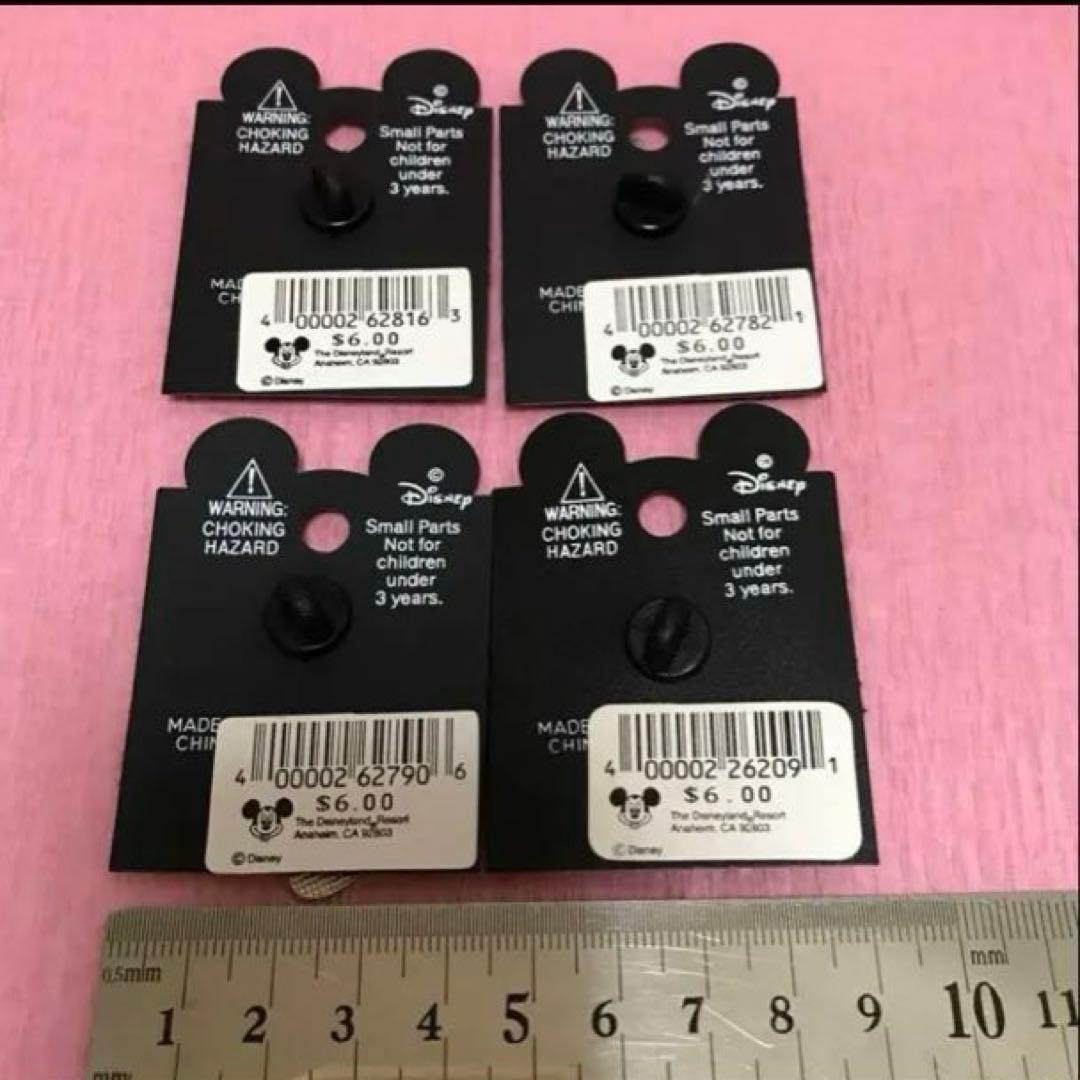 WARNING:
CHOKING
HAZARD
©
Disney
Small Parts
Not for
children
under
3 years.
MAD
CH
4 00002 62816 3
$6.00
The Disneyland Resort
Anaheim, CA 92803
© Disney
WARNING:
CHOKING
HAZARD
©
Disney
Small Parts
Not for
children
under
3 years.
MADE
CHIN
4 00002 62782 1
$6.00
The Disneyland Resort
Anaheim, CA 92803
© Disney
WARNING:
CHOKING
HAZARD
©
Disney
Small Parts
Not for
children
under
3 years.
MADE
CHIN
4 00002 62790 6
$6.00
The Disneyland Resort
Anaheim, CA 92803
© Disney
WARNING:
CHOKING
HAZARD
©
Disney
Small Parts
Not for
children
under
3 years.
MADE
CHIN
4 00002 26209 1
$6.00
The Disneyland Resort
Anaheim, CA 92803
© Disney
0.5mm
mm
1 2 3 4 5 6 7 8 9 10 11
mm